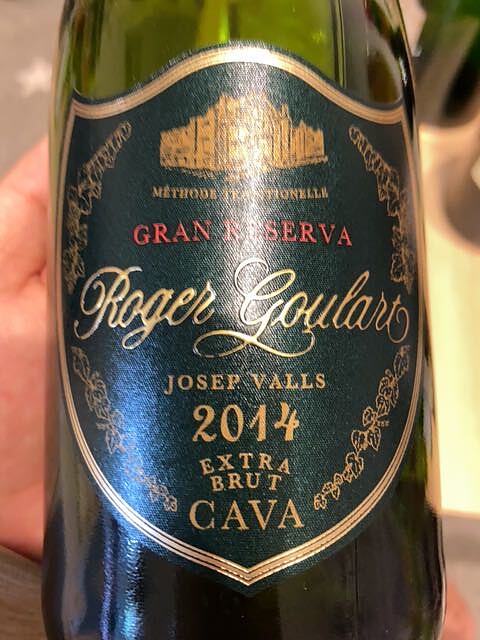 MÉTHODE TRADITIONELLE
GRAN RESERVA
Roger Goulart
JOSEP VALLS
2014
EXTRA
BRUT
CAVA